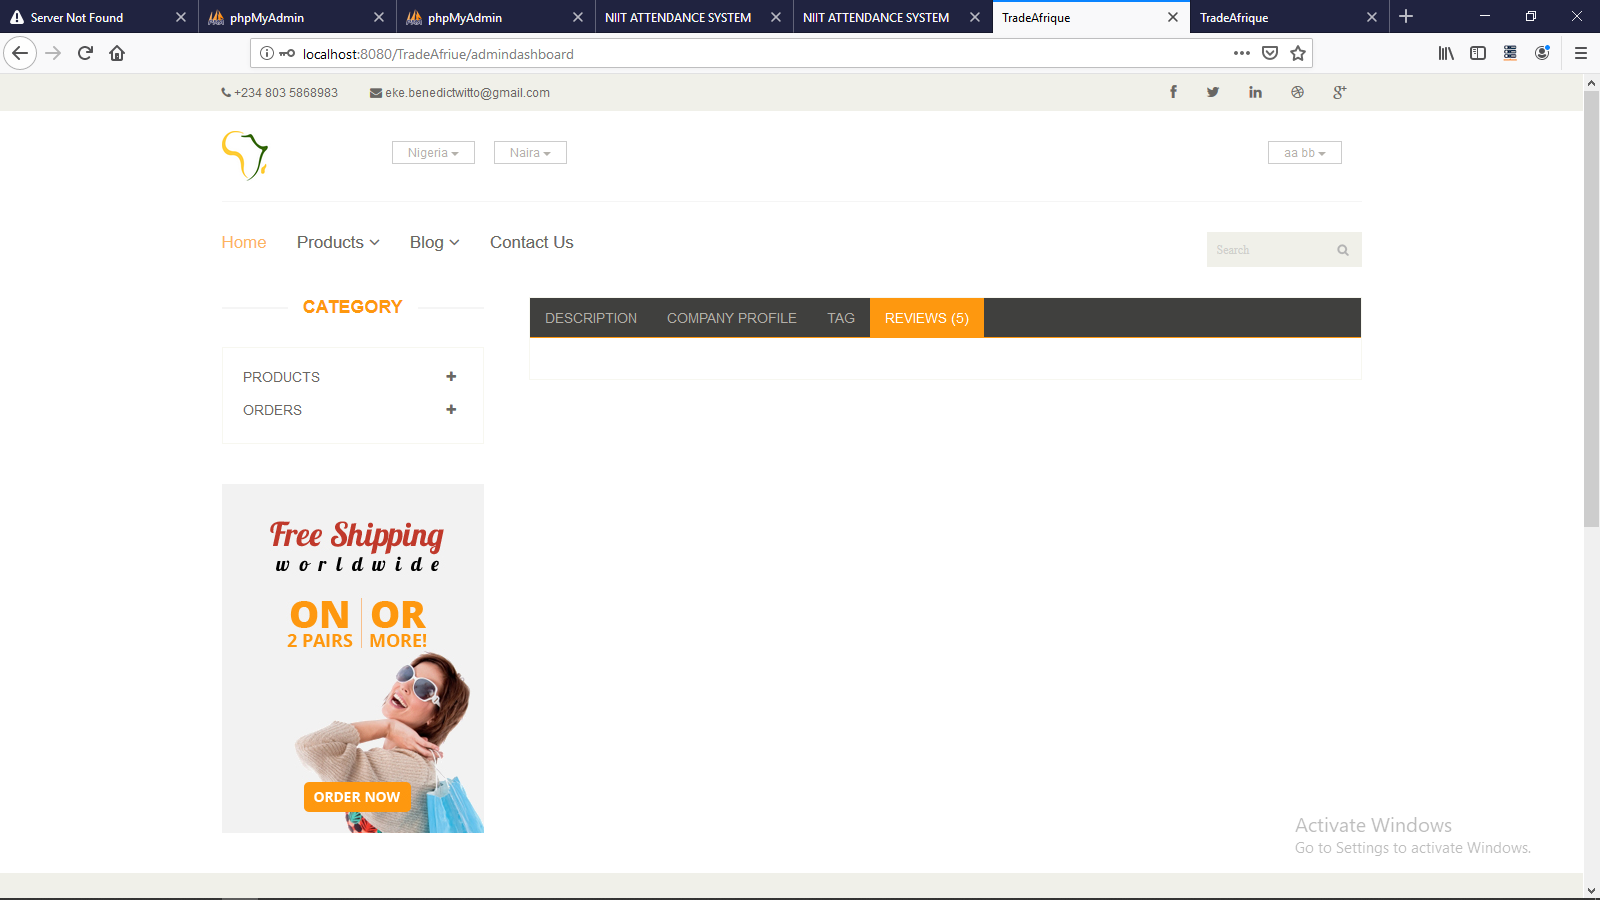 Server Not Found
phpMyAdmin
phpMyAdmin
NIIT ATTENDANCE SYSTEM
NIIT ATTENDANCE SYSTEM
TradeAfrique
TradeAfrique
localhost:8080/TradeAfriue/admindashboard
+234 803 5868983
eke.benedictwitto@gmail.com
Nigeria
Naira
aa bb
Home
Products
Blog
Contact Us
Search
CATEGORY
DESCRIPTION
COMPANY PROFILE
TAG
REVIEWS (5)
PRODUCTS
ORDERS
Free Shipping
worldwide
ON OR
2 PAIRS MORE!
ORDER NOW
Activate Windows
Go to Settings to activate Windows.